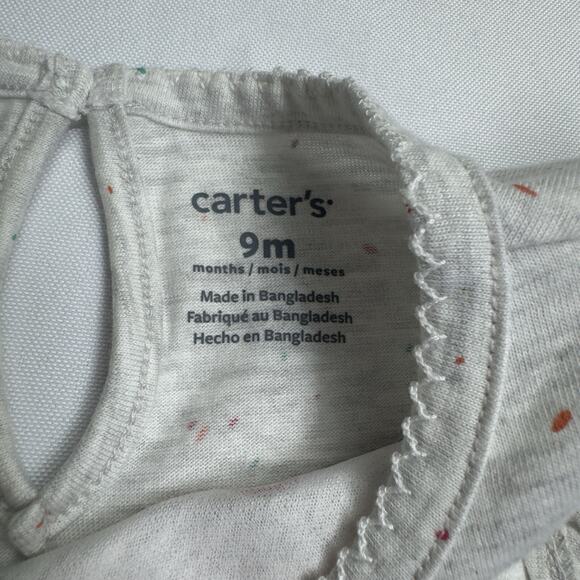 carter's
9m
months / mois / meses
Made in Bangladesh
Fabriqué au Bangladesh
Hecho en Bangladesh